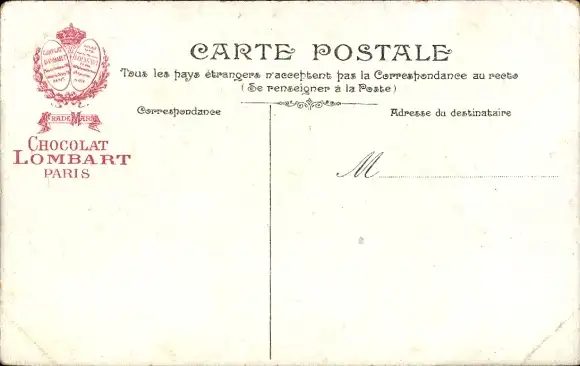 CARTE POSTALE
Tous les pays étrangers n'acceptent pas la Correspondance au recto
(Se renseigner à la Poste)
Correspondance
Adresse du destinataire
TRADE MARK
CHOCOLAT
LOMBART
PARIS
M